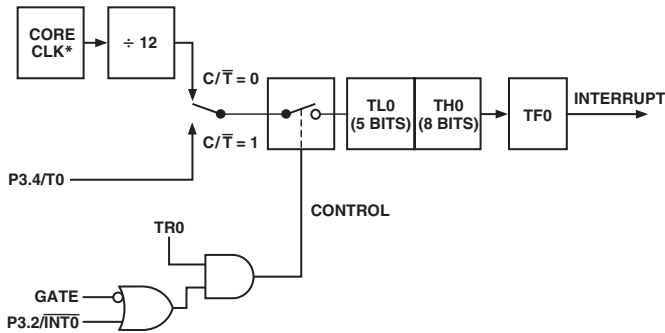 CORE
CLK*
÷ 12
C/T̅ = 0
C/T̅ = 1
P3.4/T0
TL0
(5 BITS)
TH0
(8 BITS)
TF0
INTERRUPT
CONTROL
TR0
GATE
P3.2/I̅N̅T̅0̅